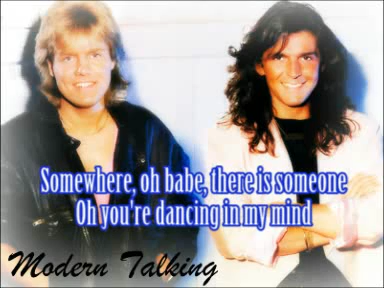 Somewhere, oh babe, there is someone
Oh you're dancing in my mind
Modern Talking